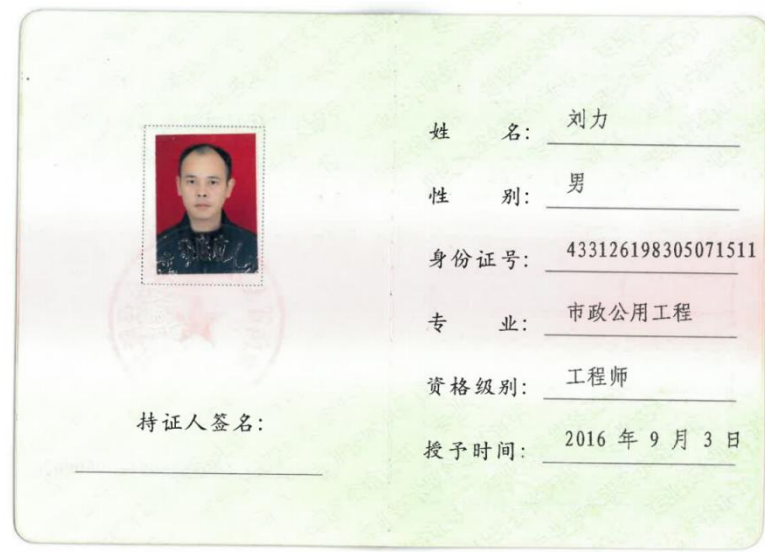 姓 名: 刘力
性 别: 男
身份证号: 433126198305071511
专 业: 市政公用工程
资格级别: 工程师
授予时间: 2016 年 9 月 3 日
持证人签名: